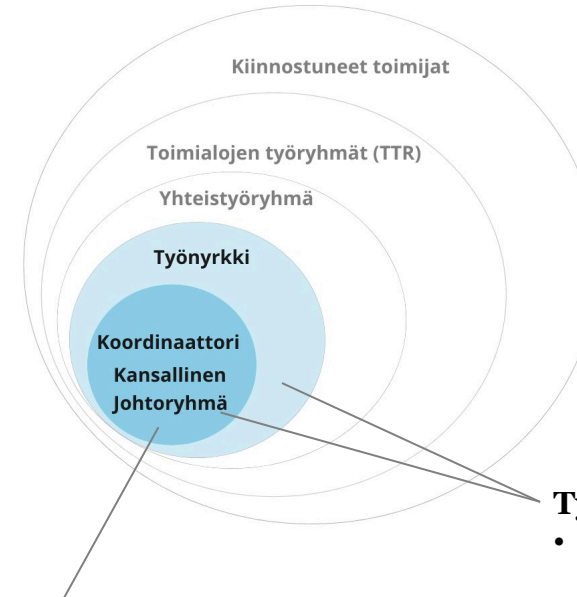 Kiinnostuneet toimijat
Toimialojen työryhmät (TTR)
Yhteistyöryhmä
Työnyrkki
Koordinaattori
Kansallinen
Johtoryhmä